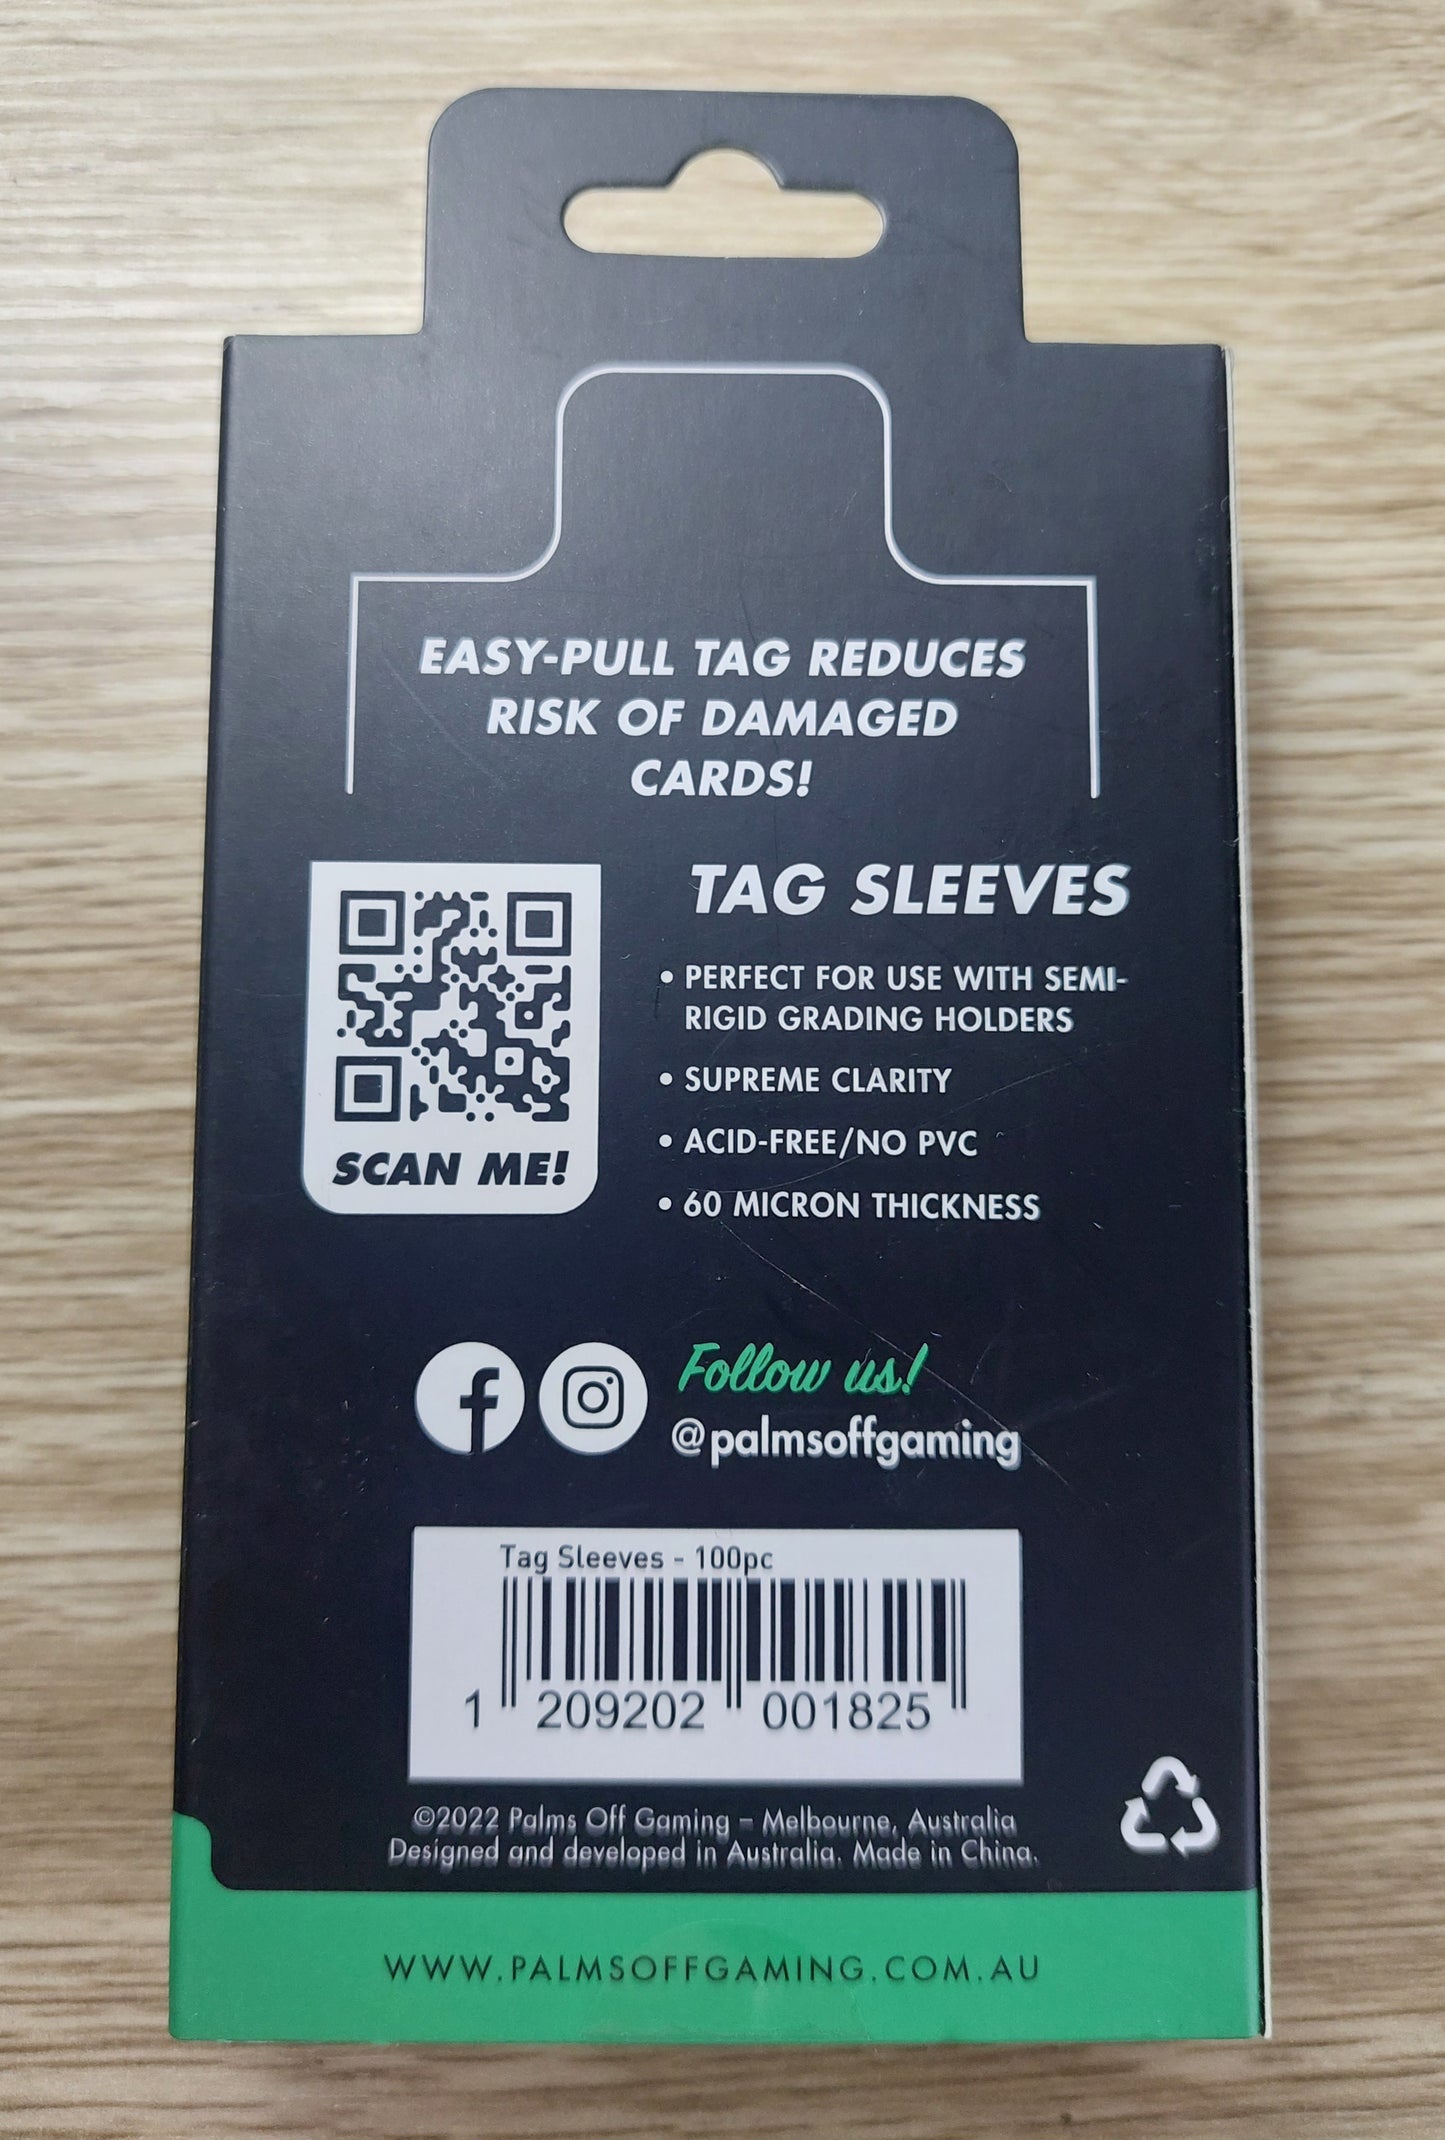 EASY-PULL TAG REDUCES
RISK OF DAMAGED
CARDS!
SCAN ME!
TAG SLEEVES
• PERFECT FOR USE WITH SEMI-
RIGID GRADING HOLDERS
• SUPREME CLARITY
• ACID-FREE/NO PVC
• 60 MICRON THICKNESS
Follow us!
@palmsoffgaming
Tag Sleeves - 100pc
1 209202 001825
©2022 Palms Off Gaming – Melbourne, Australia
Designed and developed in Australia. Made in China.
WWW.PALMSOFFGAMING.COM.AU